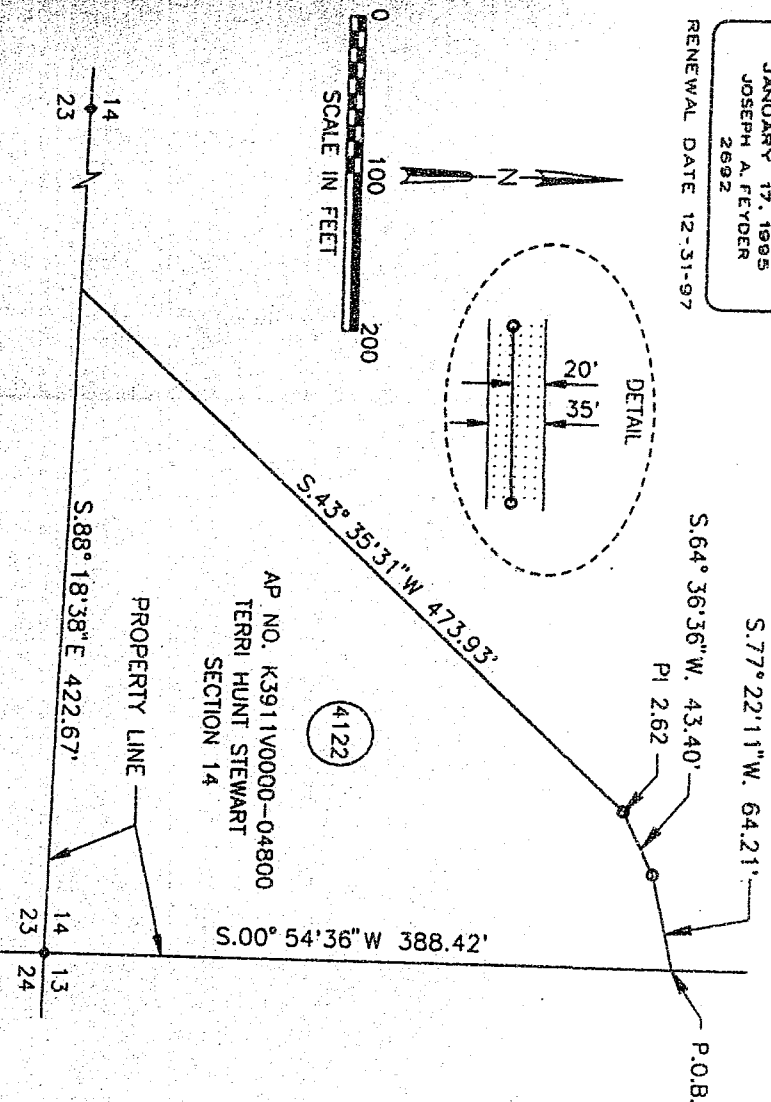 JANUARY 17, 1995
JOSEPH A. FEYDER
2692
RENEWAL DATE 12-31-97
0 100 200
SCALE IN FEET
N
DETAIL
20'
35'
S.77° 22'11"W. 64.21'
S.64° 36'36"W. 43.40'
PI 2.62
P.O.B.
S.43° 35'31"W 473.93'
4122
AP NO. K3911V0000-04800
TERRI HUNT STEWART
SECTION 14
PROPERTY LINE
S.88° 18'38"E 422.67'
S.00° 54'36"W 388.42'
14
23
14 13
23 24